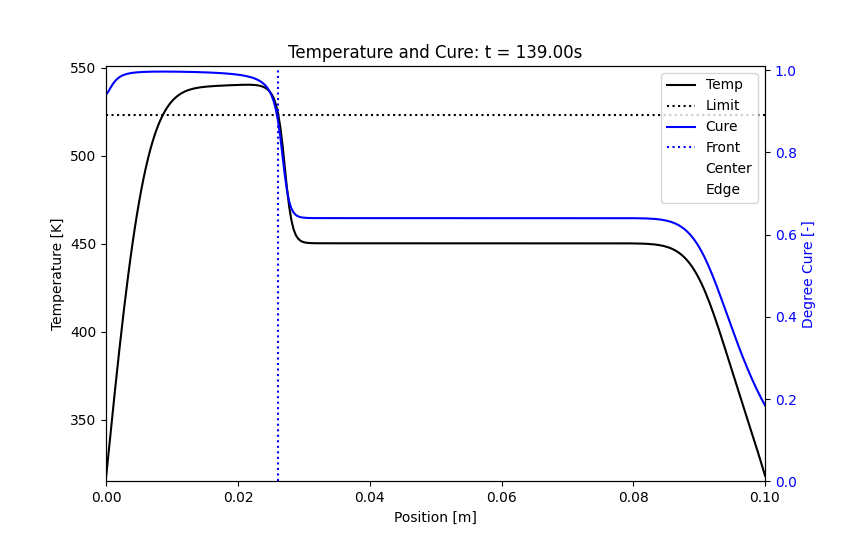 Temperature and Cure: t = 139.00s
550
500
450
400
350
Temperature [K]
0.00
0.02
0.04
0.06
0.08
0.10
Position [m]
1.0
0.8
0.6
0.4
0.2
0.0
Degree Cure [-]
Temp
Limit
Cure
Front
Center
Edge